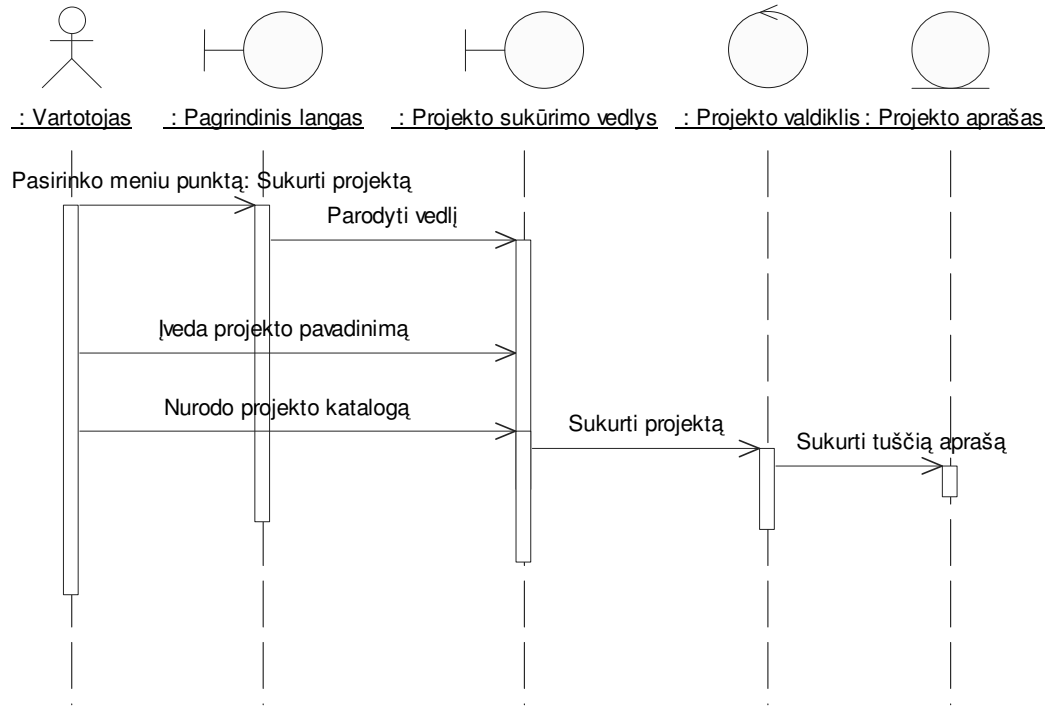 : Vartotojas
: Pagrindinis langas
: Projekto sukūrimo vedlys
: Projekto valdiklis
: Projekto aprašas
Pasirinko meniu punktą: Sukurti projektą
Parodyti vedlį
Įveda projekto pavadinimą
Nurodo projekto katalogą
Sukurti projektą
Sukurti tuščią aprašą